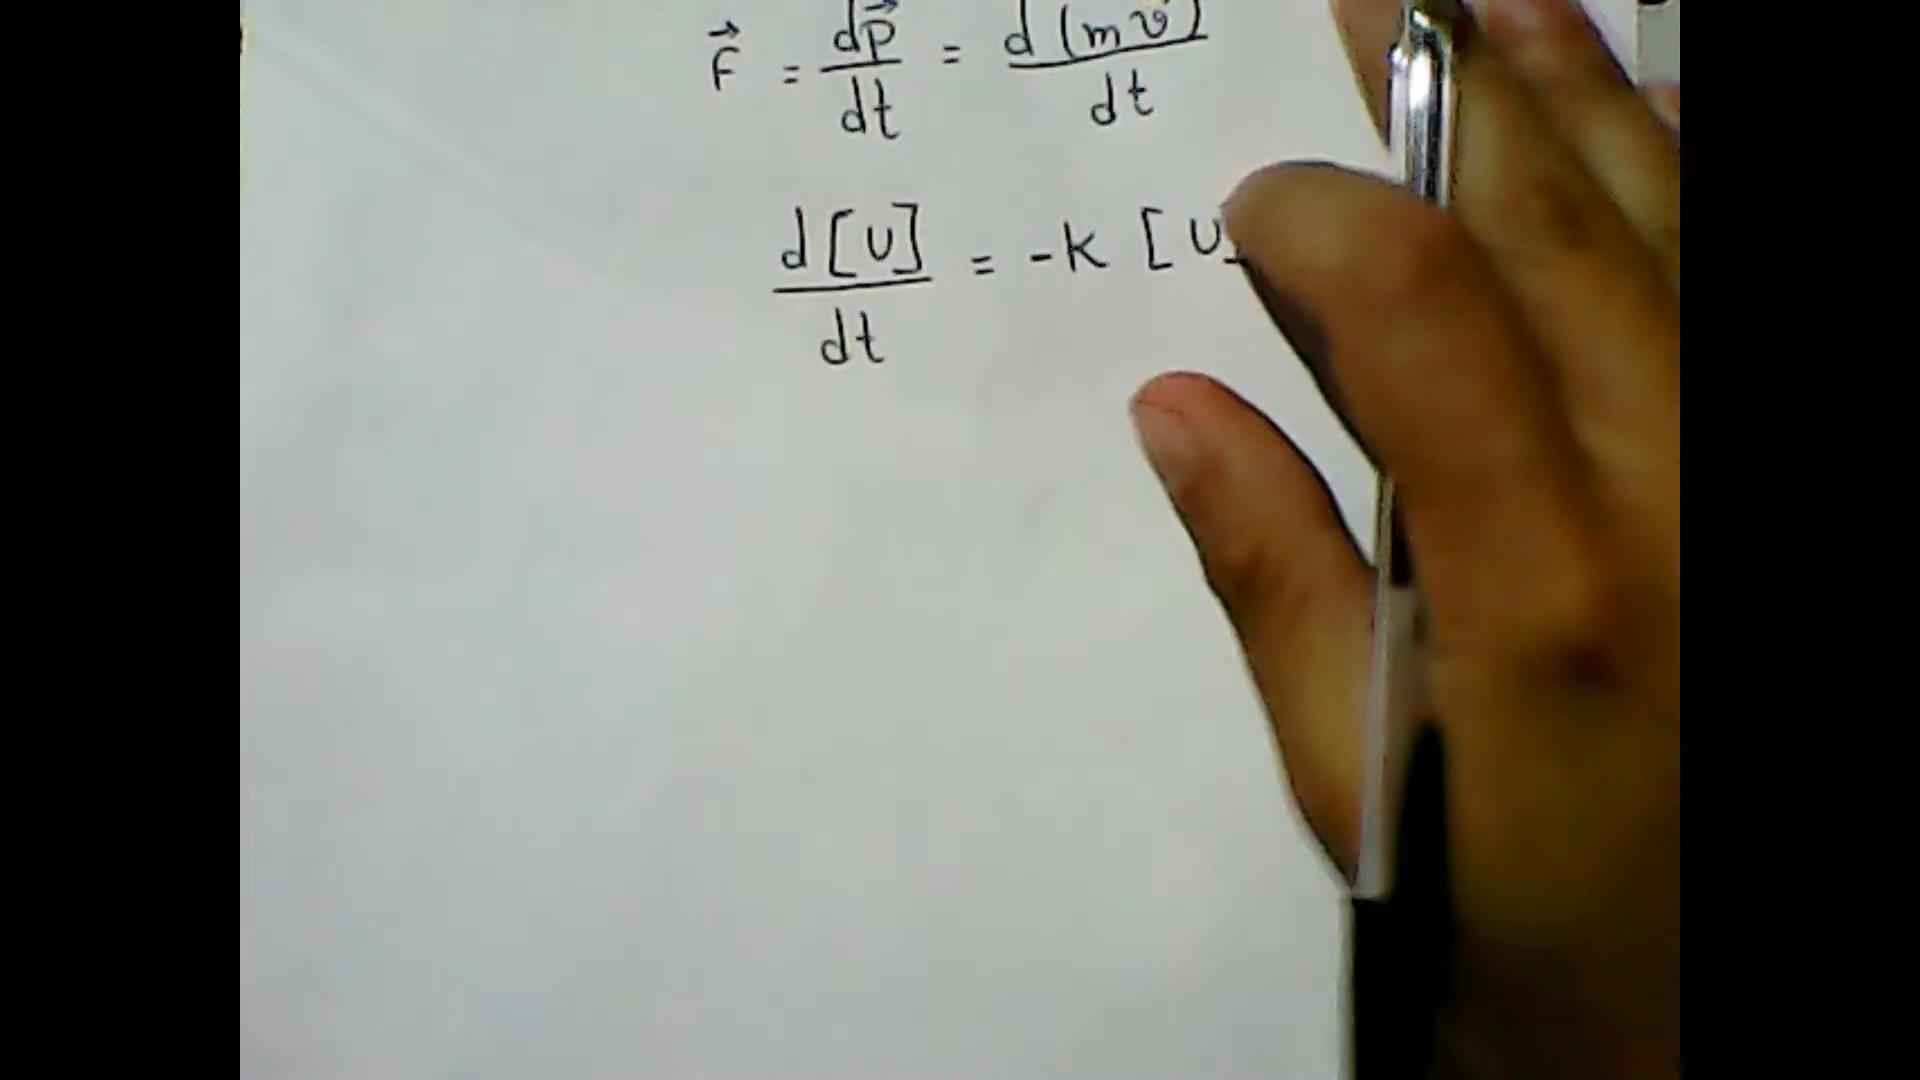 F⃗ = dp⃗/dt = d(mv)/dt
d[U]/dt = -K [U]